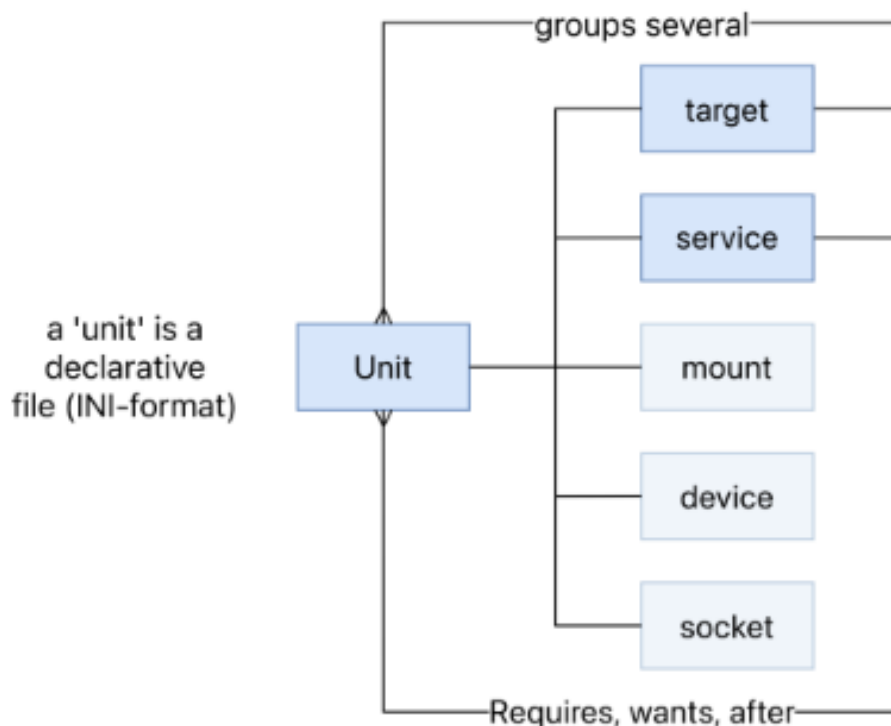 groups several
target
service
a 'unit' is a
declarative
file (INI-format)
Unit
mount
device
socket
Requires, wants, after